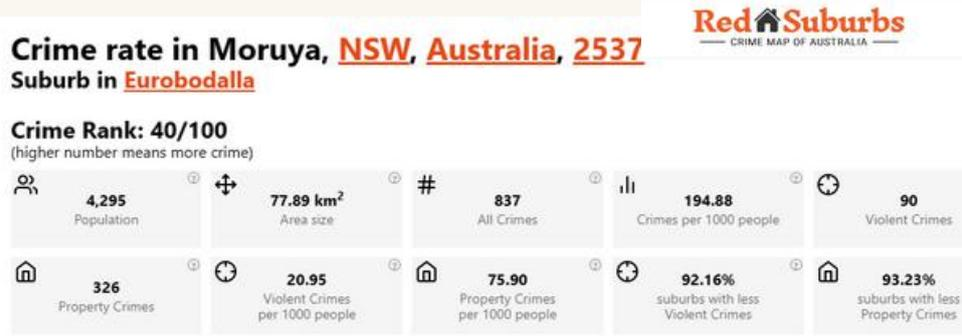 Red Suburbs
CRIME MAP OF AUSTRALIA
Crime rate in Moruya, NSW, Australia, 2537
Suburb in Eurobodalla
Crime Rank: 40/100
(higher number means more crime)
4,295
Population
77.89 km²
Area size
#
837
All Crimes
194.88
Crimes per 1000 people
90
Violent Crimes
326
Property Crimes
20.95
Violent Crimes
per 1000 people
75.90
Property Crimes
per 1000 people
92.16%
suburbs with less
Violent Crimes
93.23%
suburbs with less
Property Crimes